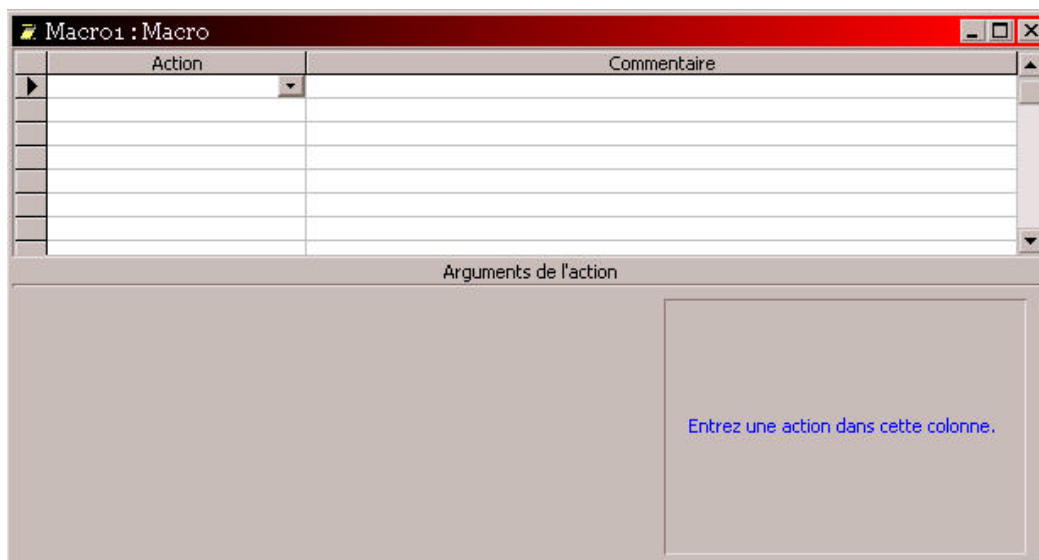 Macro1 : Macro
Action Commentaire
Arguments de l'action
Entrez une action dans cette colonne.